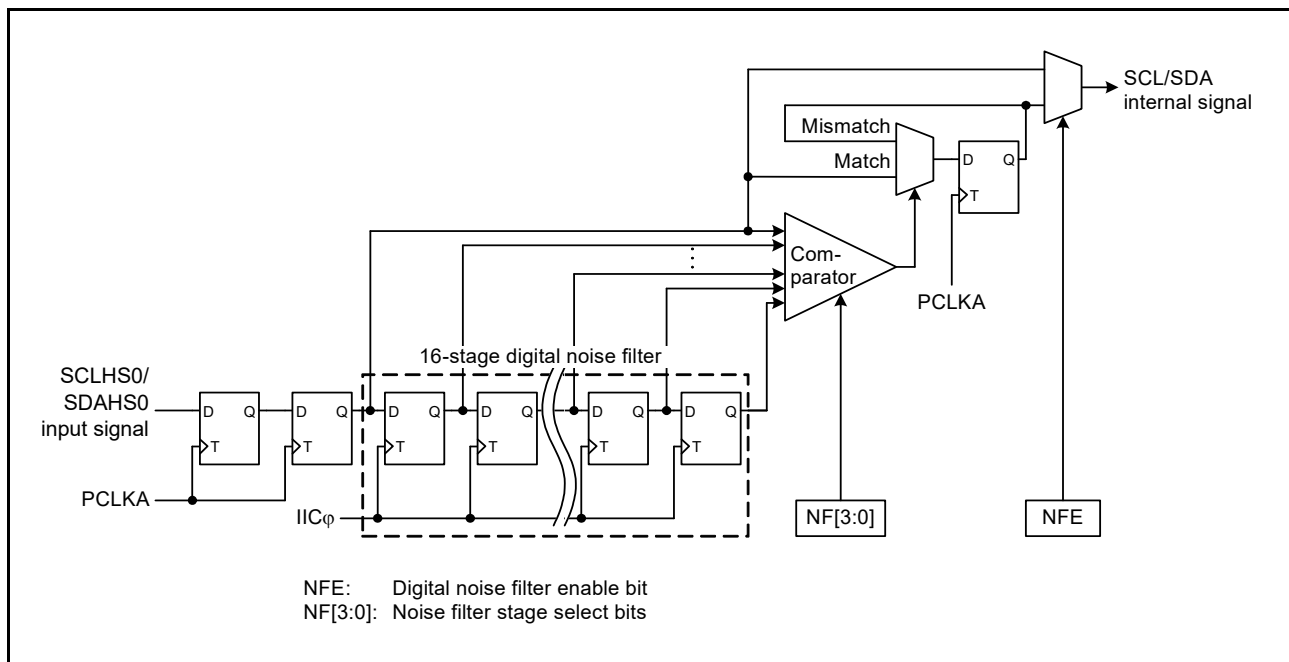 SCL/SDA
internal signal
Mismatch
Match
D Q
T
Com-
parator
PCLKA
16-stage digital noise filter
SCLHS0/
SDAHS0
input signal
D Q D Q D Q D Q D Q D Q
T T T T T T
PCLKA
IICφ
NF[3:0]
NFE
NFE: Digital noise filter enable bit
NF[3:0]: Noise filter stage select bits